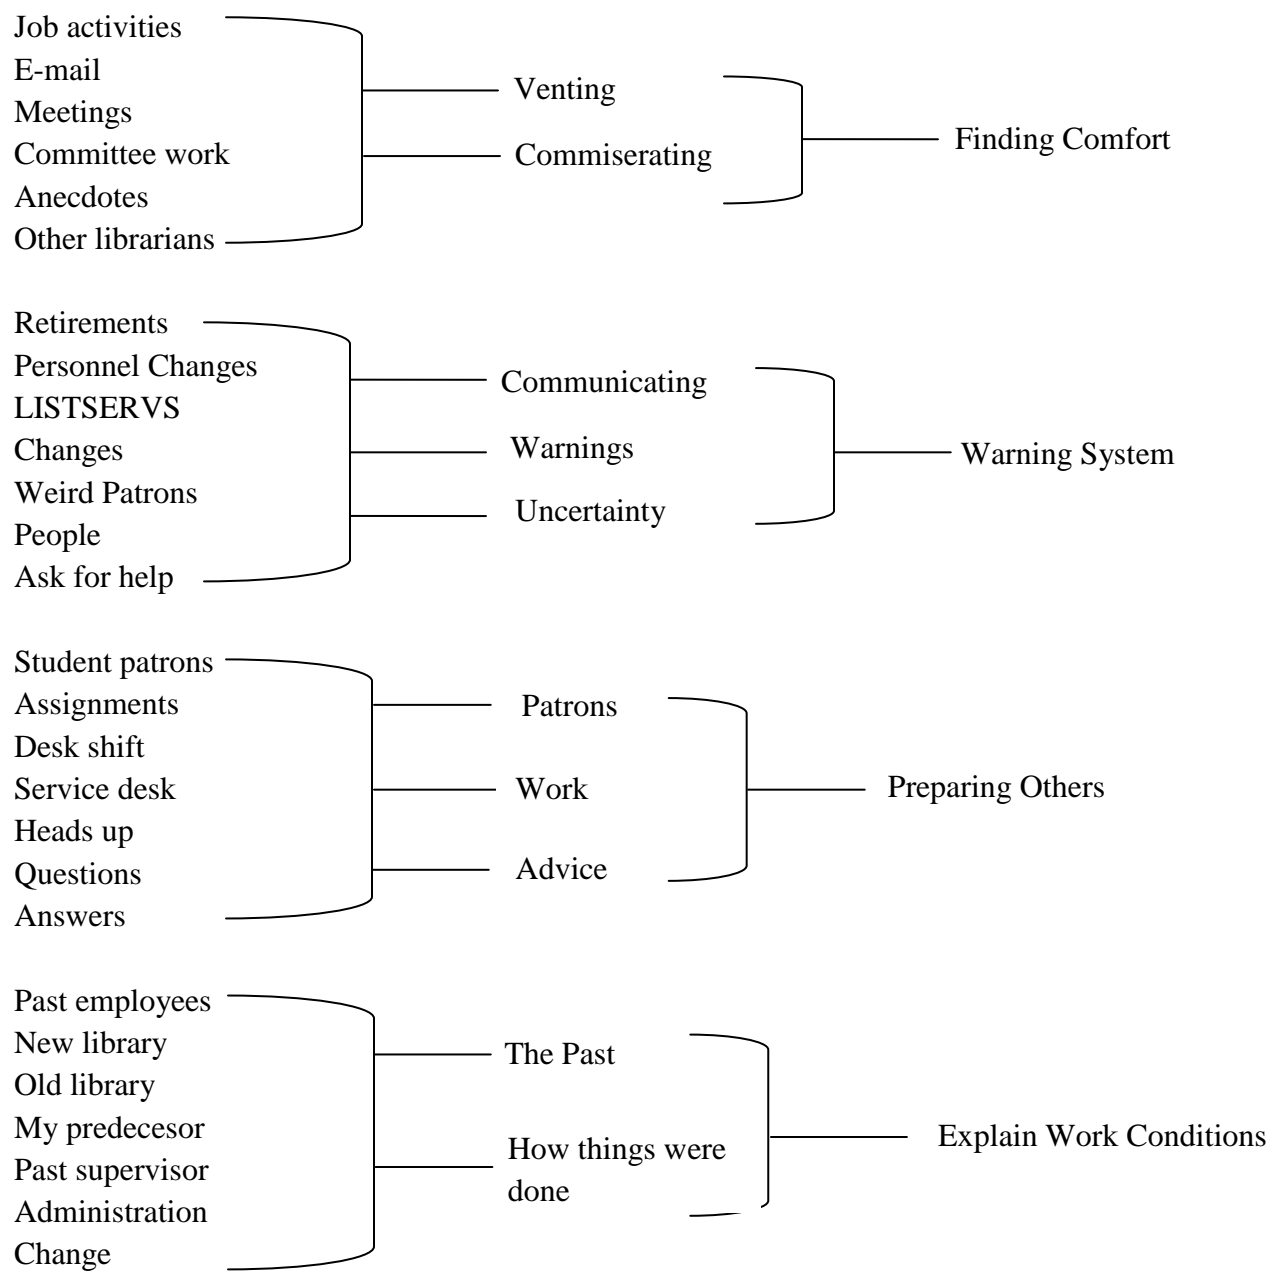 Job activities
E-mail
Meetings
Committee work
Anecdotes
Other librarians
Venting
Commiserating
Finding Comfort
Retirements
Personnel Changes
LISTSERVS
Changes
Weird Patrons
People
Ask for help
Communicating
Warnings
Uncertainty
Warning System
Student patrons
Assignments
Desk shift
Service desk
Heads up
Questions
Answers
Patrons
Work
Advice
Preparing Others
Past employees
New library
Old library
My predecesor
Past supervisor
Administration
Change
The Past
How things were
done
Explain Work Conditions